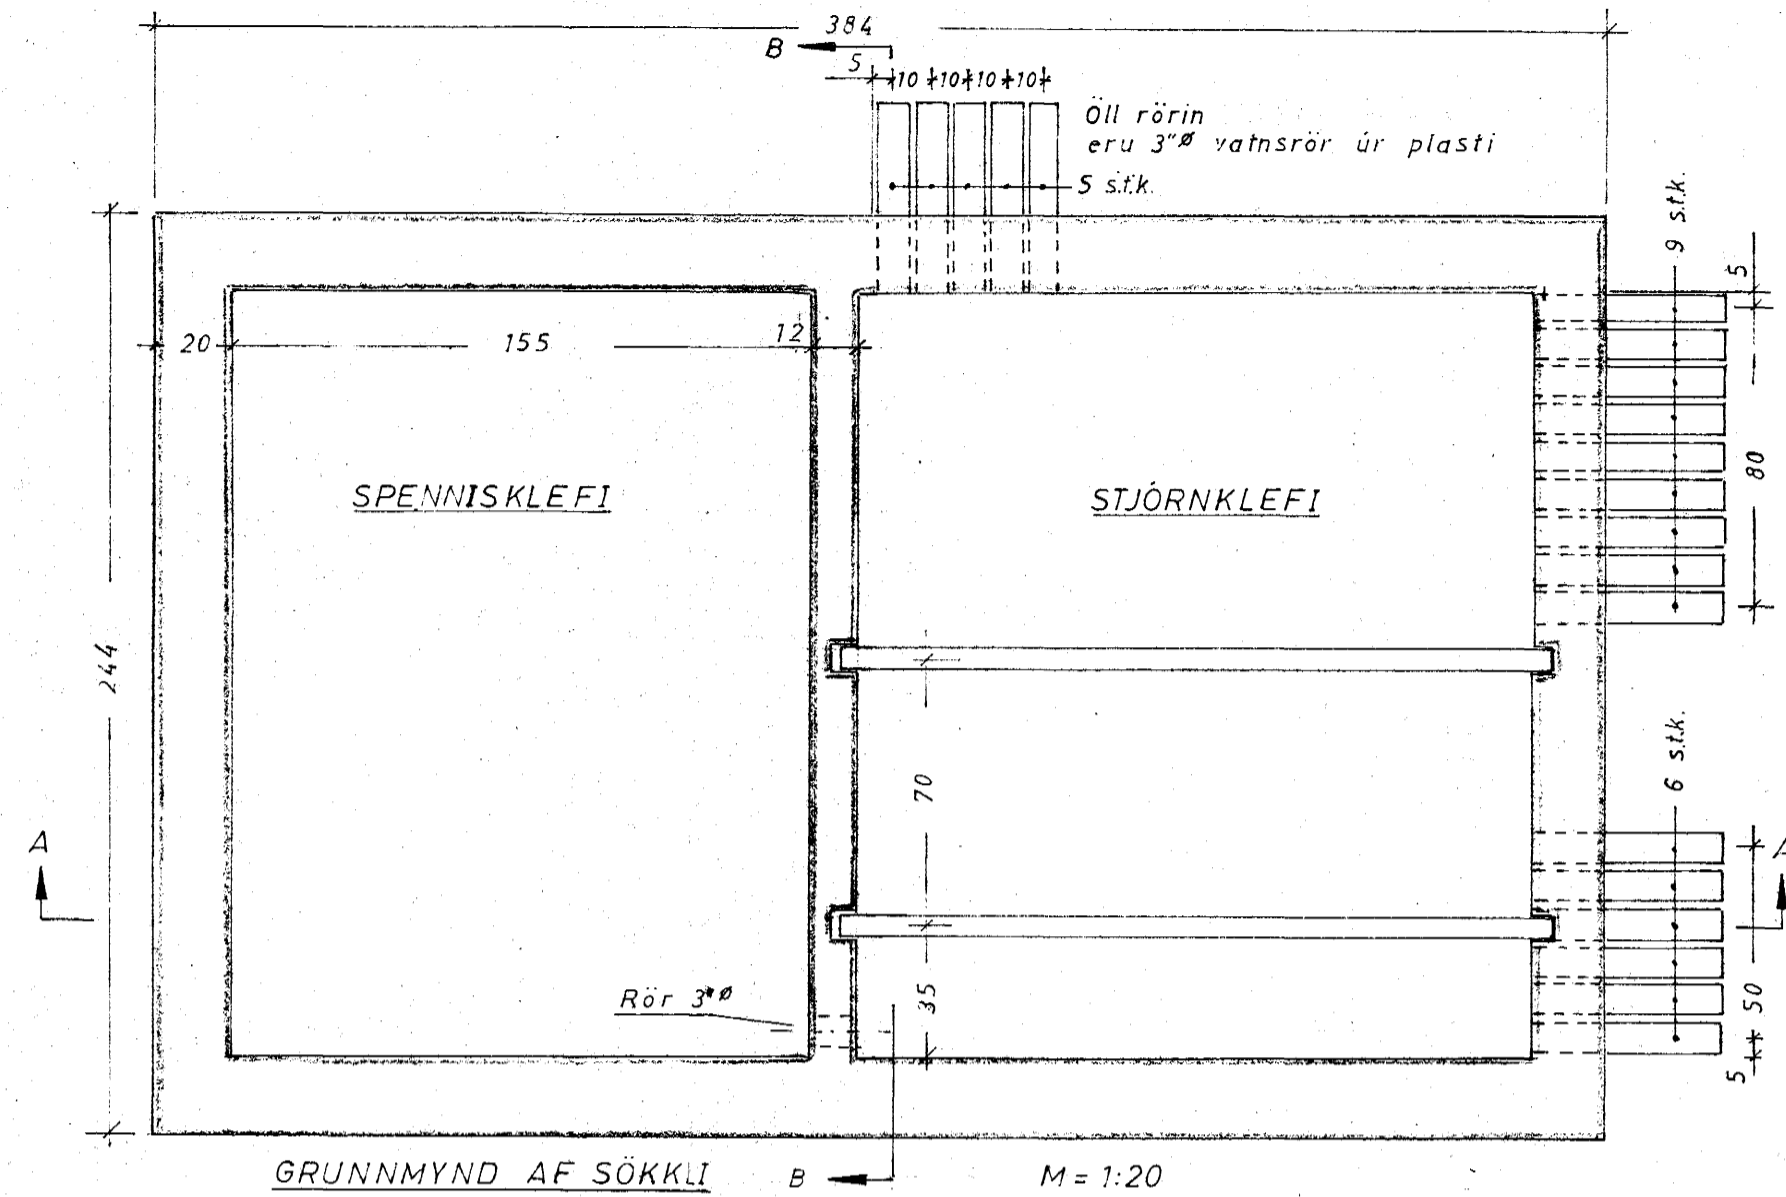 384
B
5
10 10 10 10
Öll rörin
eru 3"ø vatnsrör úr plasti
5 s.t.k.
9 s.t.k.
5
20
155
12
80
SPENNISKLEFI
STJÓRNKLEFI
244
6 s.t.k.
70
A
A
Rör 3"ø
35
50
5
GRUNNMYND AF SÖKKLI
B
M = 1:20